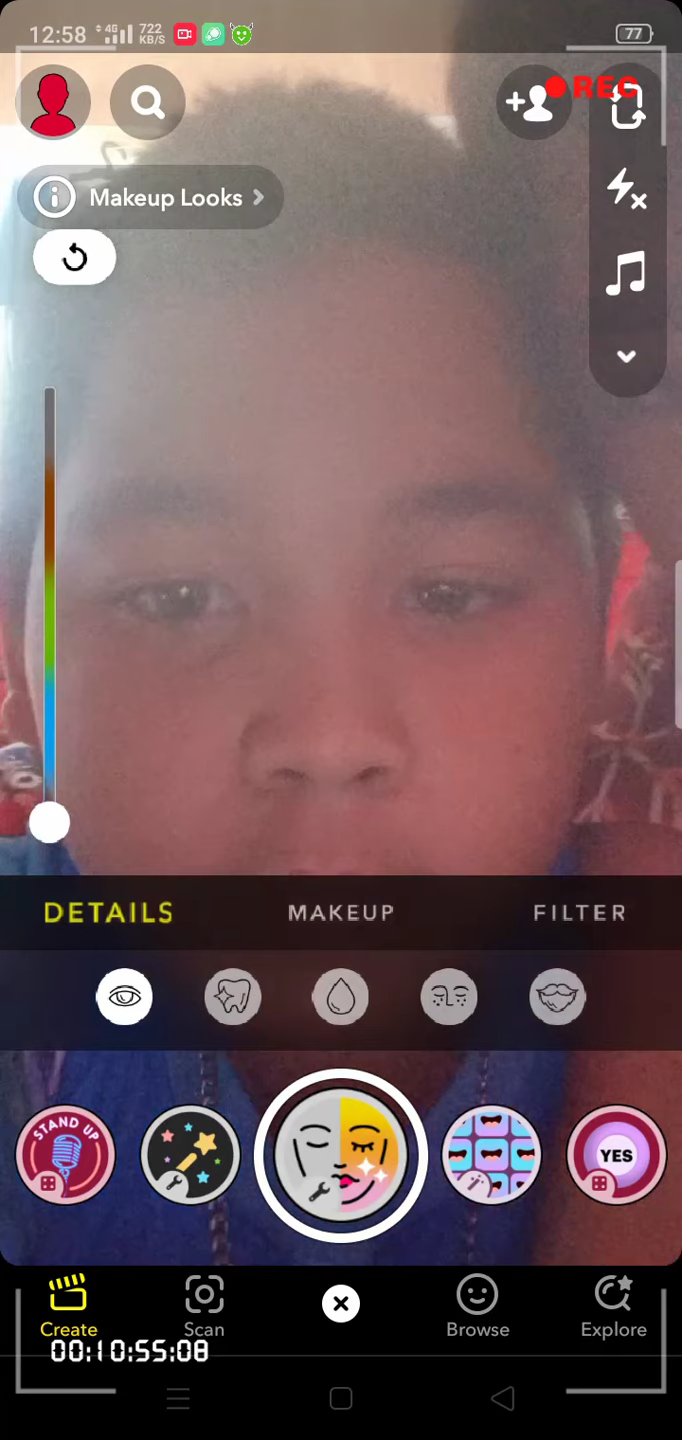 12:58 4G 722 KB/S 77
REC
Makeup Looks
DETAILS MAKEUP FILTER
STAND UP
YES
Create Scan Browse Explore
00:10:55:08